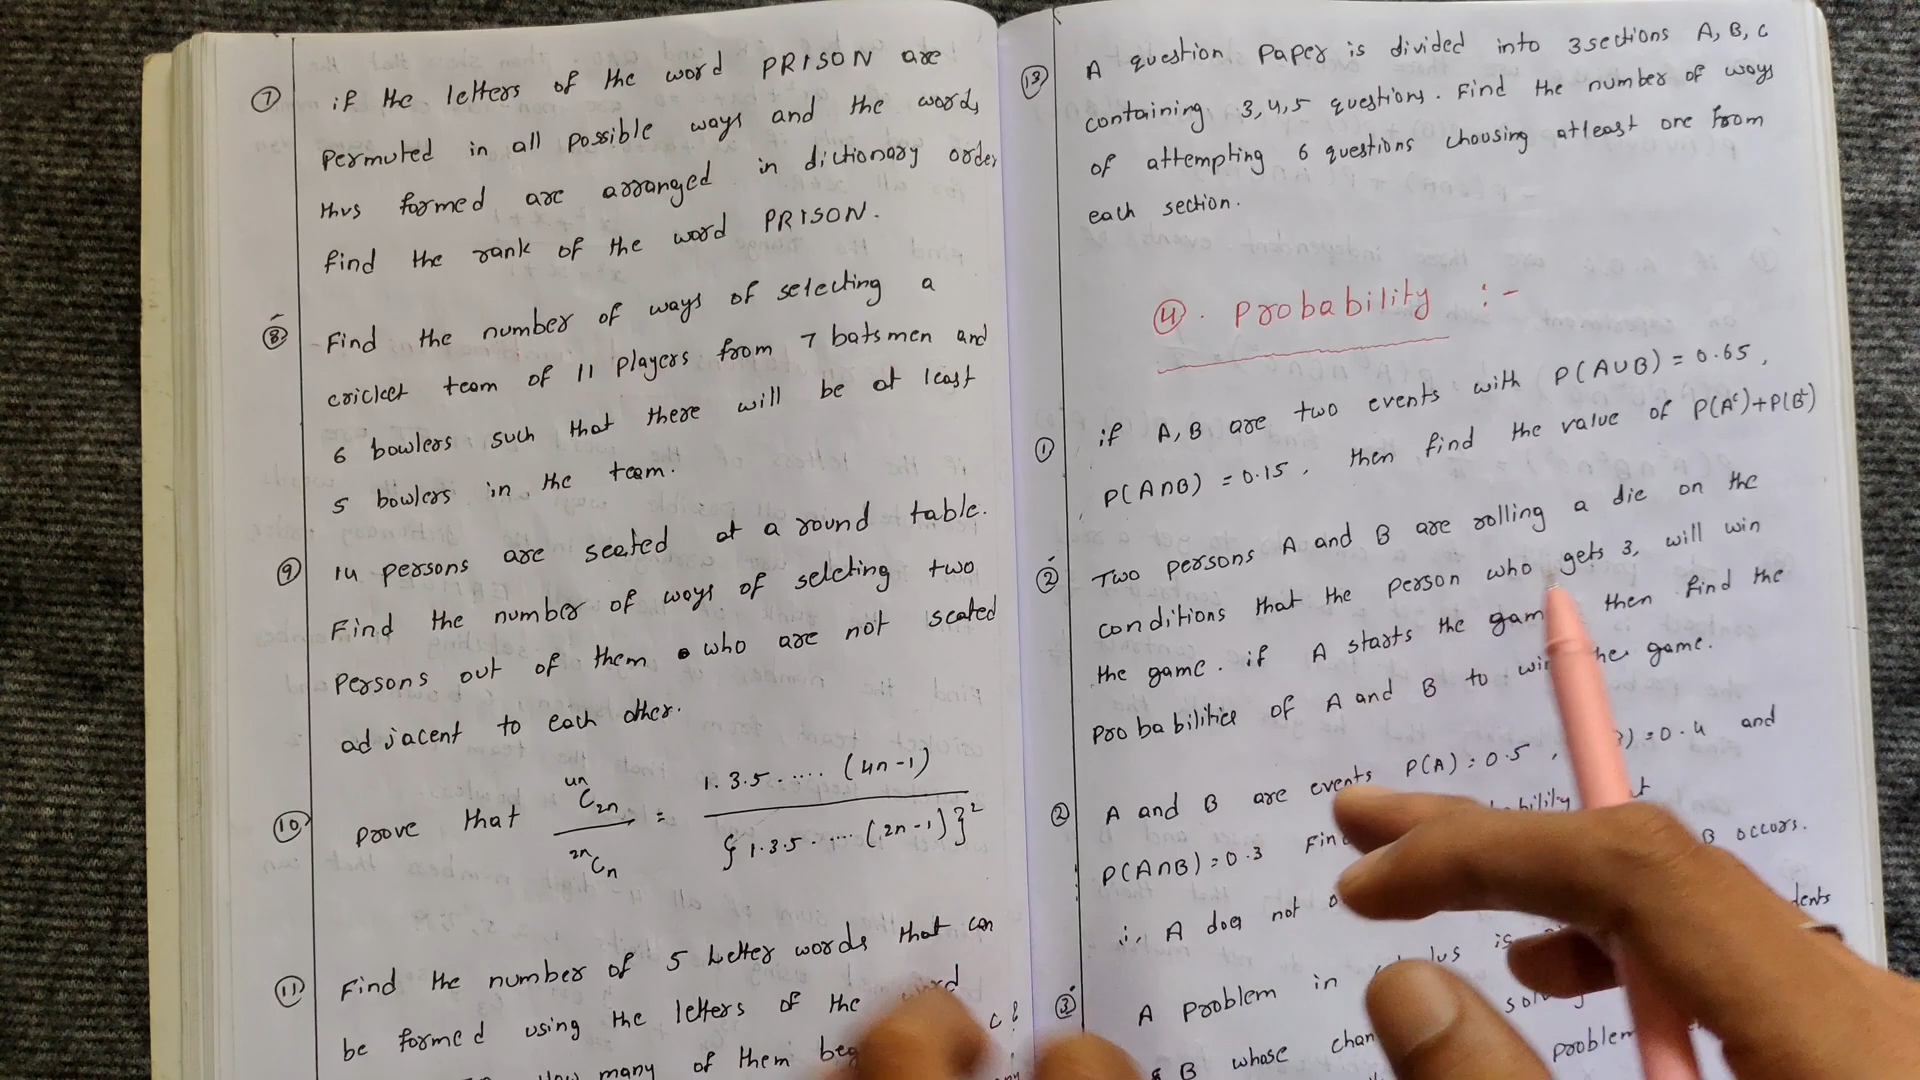 7 if the letters of the word PRISON are
permuted in all possible ways and the words
thus formed are arranged in dictionary order
find the rank of the word PRISON.
8 Find the number of ways of selecting a
cricket team of 11 players from 7 batsmen and
6 bowlers such that there will be at least
5 bowlers in the team.
9 14 persons are seated at a round table.
Find the number of ways of selcting two
persons out of them who are not seated
adjacent to each other.
10 prove that ⁴ⁿC₂ₙ / ²ⁿCₙ = 1.3.5..... (4n-1) / {1.3.5.... (2n-1)}²
11 Find the number of 5 letter words that can
be formed using the letters of the word
many of them
13 A question paper is divided into 3 sections A, B, C
containing 3,4,5 questions. Find the number of ways
of attempting 6 questions choosing atleast one from
each section.
4. Probability :-
1 if A, B are two events with P(A∪B) = 0.65,
P(A∩B) = 0.15, then find the value of P(Aᶜ)+P(Bᶜ)
2 Two persons A and B are rolling a die on the
conditions that the person who gets 3, will win
the game. if A starts the then find the
probabilities of A and B to the game.
2 A and B are events P(A) = 0.5, = 0.4 and
P(A∩B) = 0.3
B occurs.
i, A does not
3 A problem in is
B whose
problem